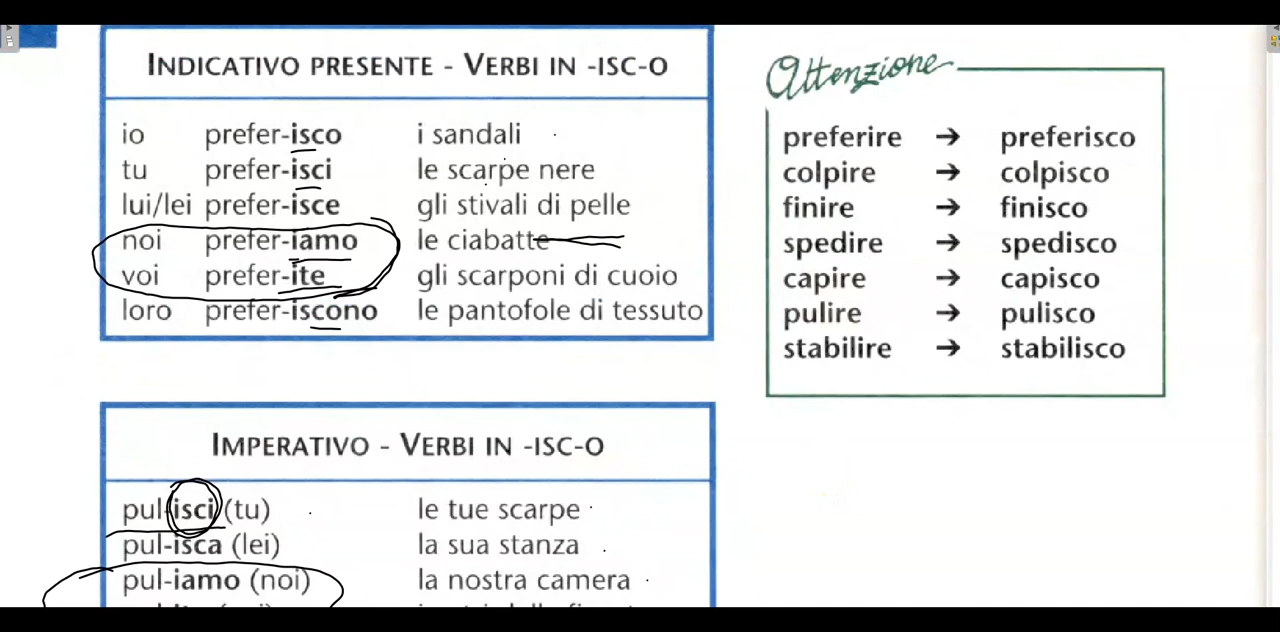 INDICATIVO PRESENTE - VERBI IN -ISC-O
io prefer-isco i sandali
tu prefer-isci le scarpe nere
lui/lei prefer-isce gli stivali di pelle
noi prefer-iamo le ciabatte
voi prefer-ite gli scarponi di cuoio
loro prefer-iscono le pantofole di tessuto
Attenzione
preferire → preferisco
colpire → colpisco
finire → finisco
spedire → spedisco
capire → capisco
pulire → pulisco
stabilire → stabilisco
IMPERATIVO - VERBI IN -ISC-O
pul-isci (tu) le tue scarpe
pul-isca (lei) la sua stanza
pul-iamo (noi) la nostra camera